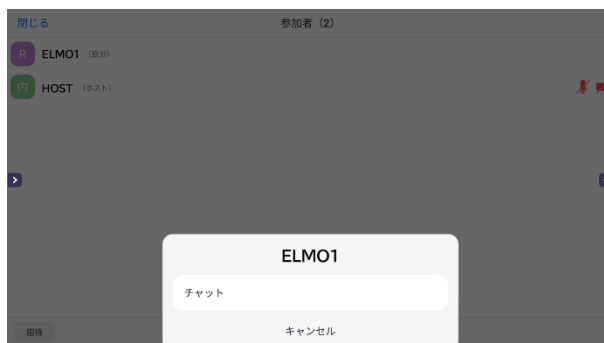 閉じる
参加者（2）
R
ELMO1 （自分）
内
HOST （ホスト）
ELMO1
チャット
キャンセル
招待